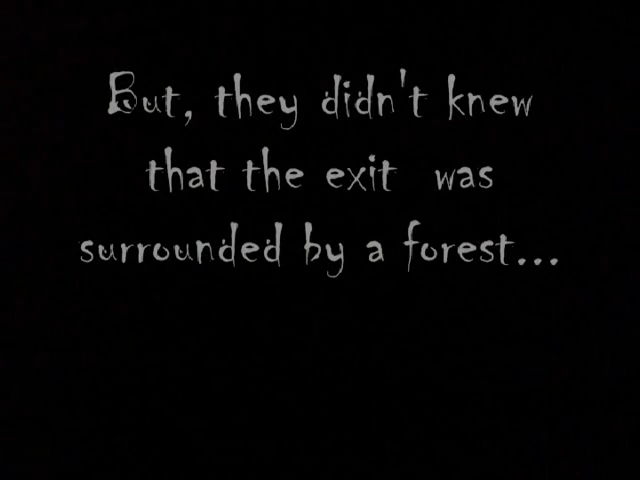 But, they didn't knew
that the exit  was
surrounded by a forest...